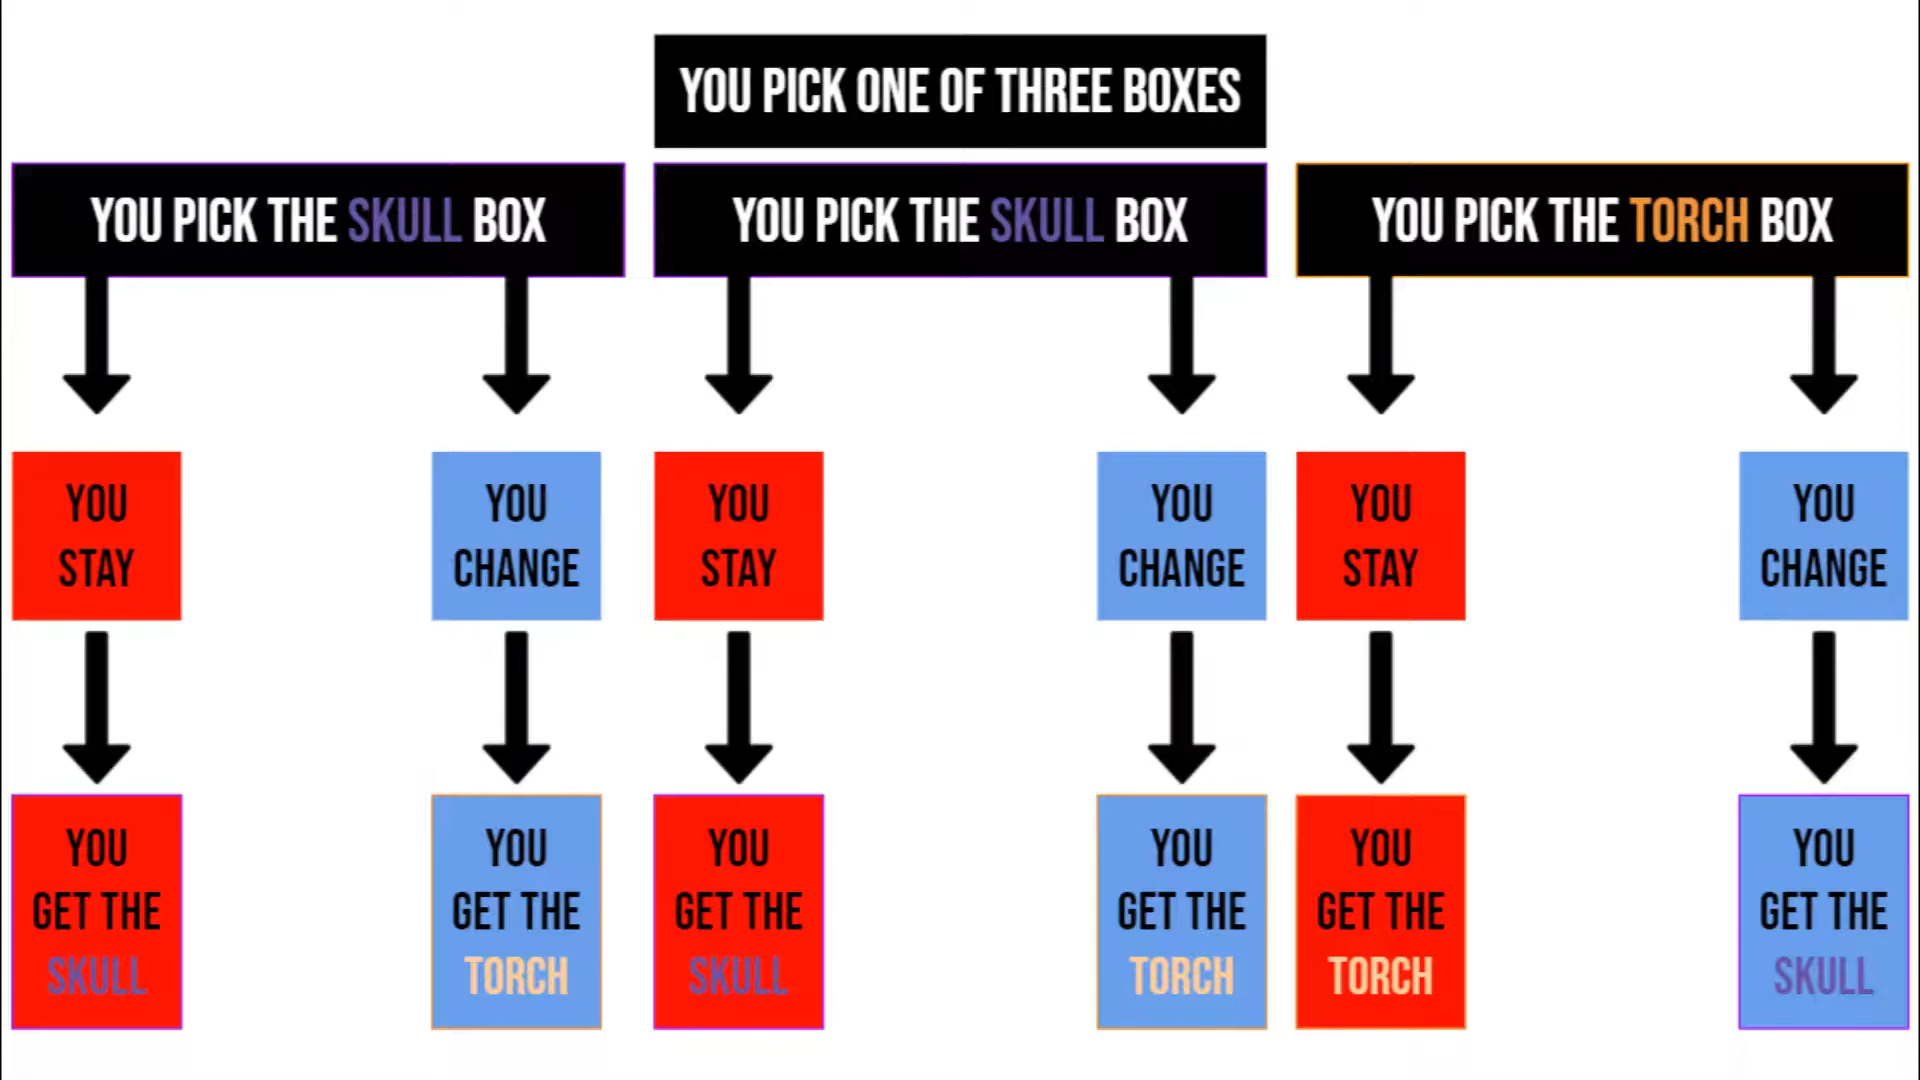 YOU PICK ONE OF THREE BOXES
YOU PICK THE SKULL BOX
YOU PICK THE SKULL BOX
YOU PICK THE TORCH BOX
YOU
STAY
YOU
CHANGE
YOU
STAY
YOU
CHANGE
YOU
STAY
YOU
CHANGE
YOU
GET THE
SKULL
YOU
GET THE
TORCH
YOU
GET THE
SKULL
YOU
GET THE
TORCH
YOU
GET THE
TORCH
YOU
GET THE
SKULL